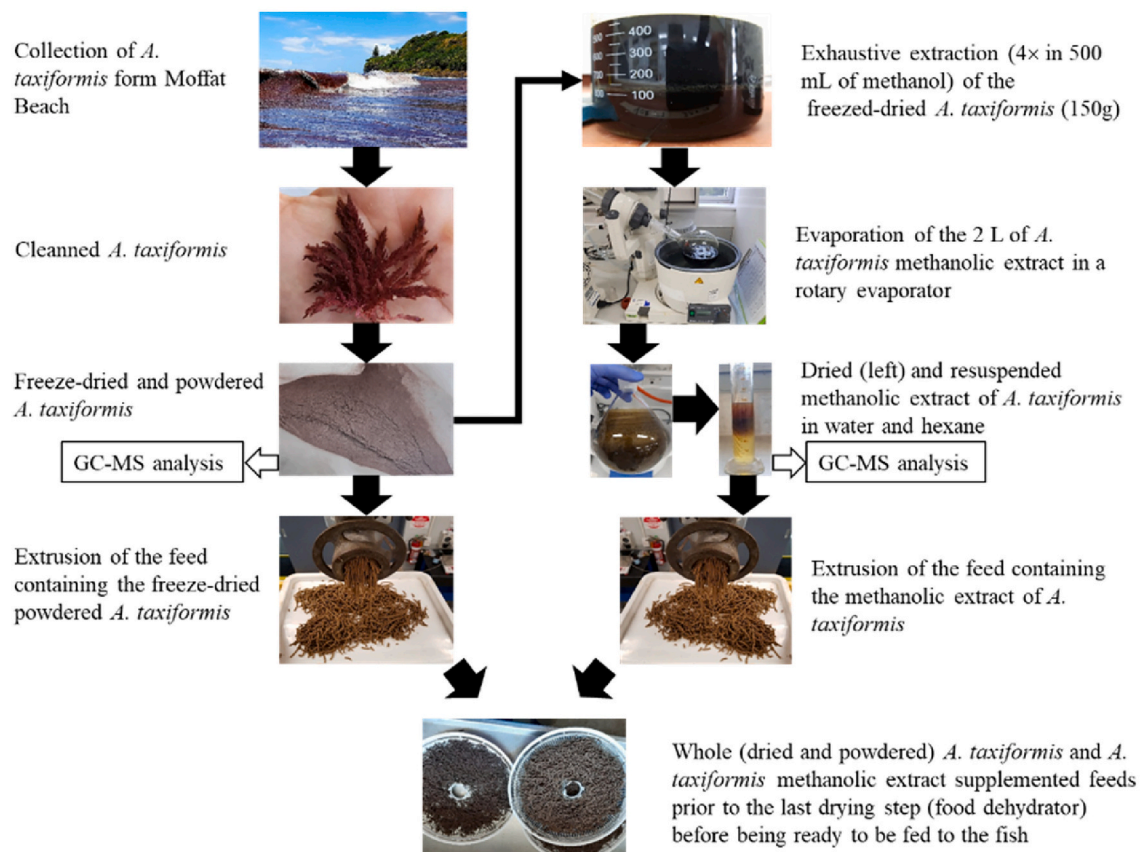 Collection of A.
taxiformis form Moffat
Beach
Cleanned A. taxiformis
Freeze-dried and powdered
A. taxiformis
GC-MS analysis
Extrusion of the feed
containing the freeze-dried
powdered A. taxiformis
400
300
200
100
Exhaustive extraction (4× in 500
mL of methanol) of the
freezed-dried A. taxiformis (150g)
Evaporation of the 2 L of A.
taxiformis methanolic extract in a
rotary evaporator
Dried (left) and resuspended
methanolic extract of A. taxiformis
in water and hexane
GC-MS analysis
Extrusion of the feed containing
the methanolic extract of A.
taxiformis
Whole (dried and powdered) A. taxiformis and A.
taxiformis methanolic extract supplemented feeds
prior to the last drying step (food dehydrator)
before being ready to be fed to the fish